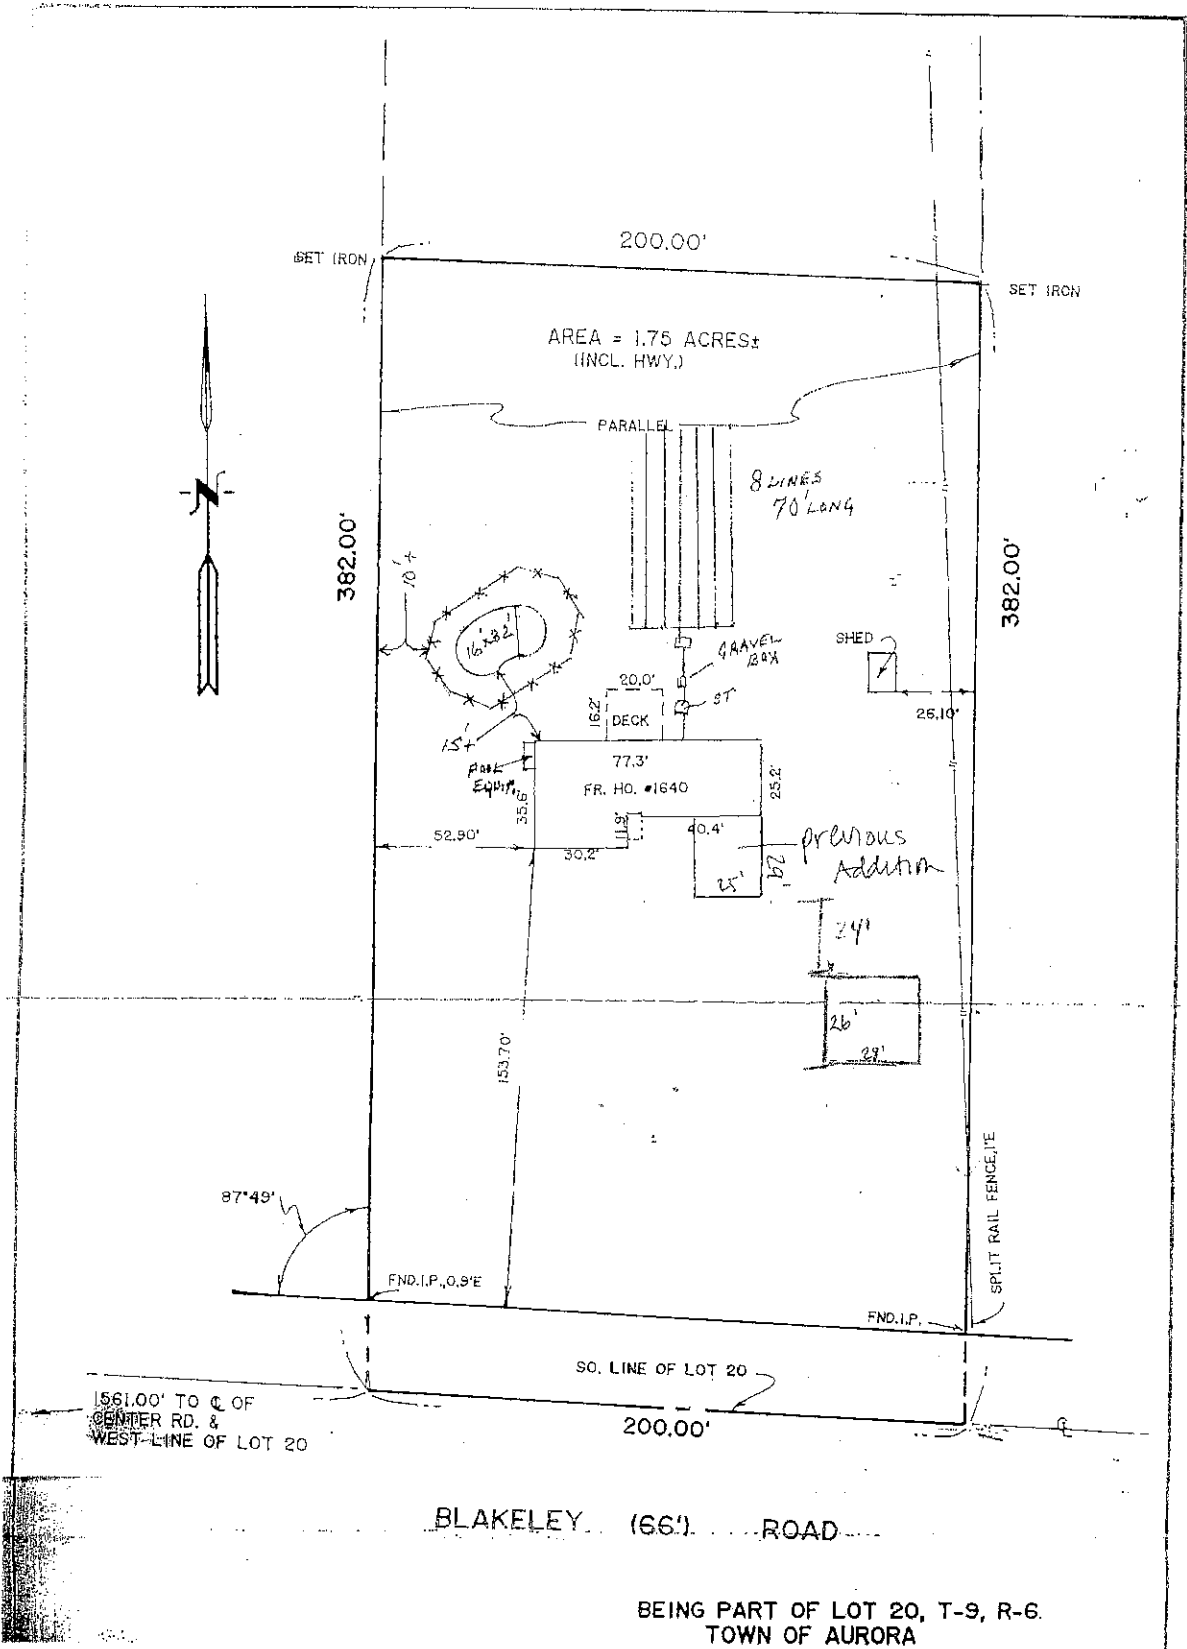 200.00'
SET IRON
SET IRON
AREA = 1.75 ACRES±
(INCL. HWY.)
PARALLEL
8 LINES
70' LONG
N
382.00'
382.00'
10'+
16'x32'
GRAVEL
BOX
SHED
20.0'
16.2'
DECK
ST
26.10'
15'+
POOL
EQUIP.
77.3'
FR. HO. #1640
25.2'
35.6'
52.90'
11.9'
40.4'
30.2'
previous
Addition
29'
25'
24'
26'
153.70'
87°49'
SPLIT RAIL FENCE, 1'E
FND. I.P., 0.9'E
FND. I.P.
SO. LINE OF LOT 20
1561.00' TO ℄ OF
CENTER RD. &
WEST LINE OF LOT 20
200.00'
℄
BLAKELEY (66') ROAD
BEING PART OF LOT 20, T-9, R-6.
TOWN OF AURORA